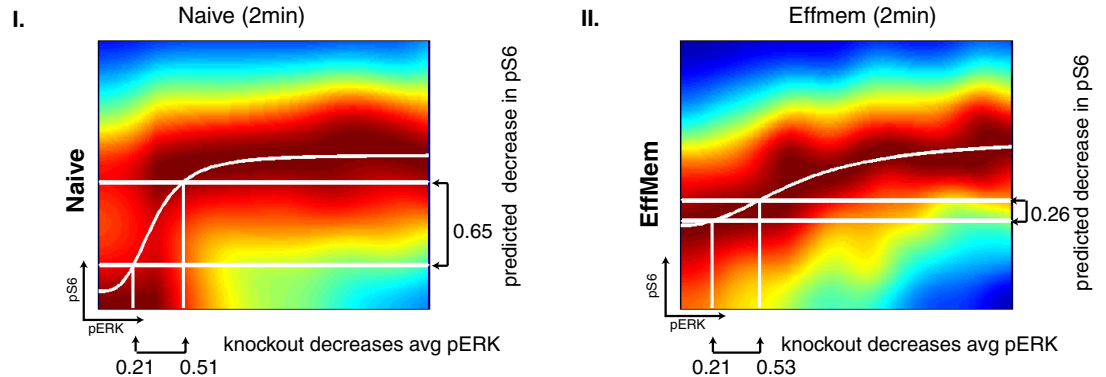 I.
Naive (2min)
Naive
pS6
pERK
0.65
predicted decrease in pS6
0.21
0.51
knockout decreases avg pERK
II.
Effmem (2min)
EffMem
pS6
pERK
0.26
predicted decrease in pS6
0.21
0.53
knockout decreases avg pERK